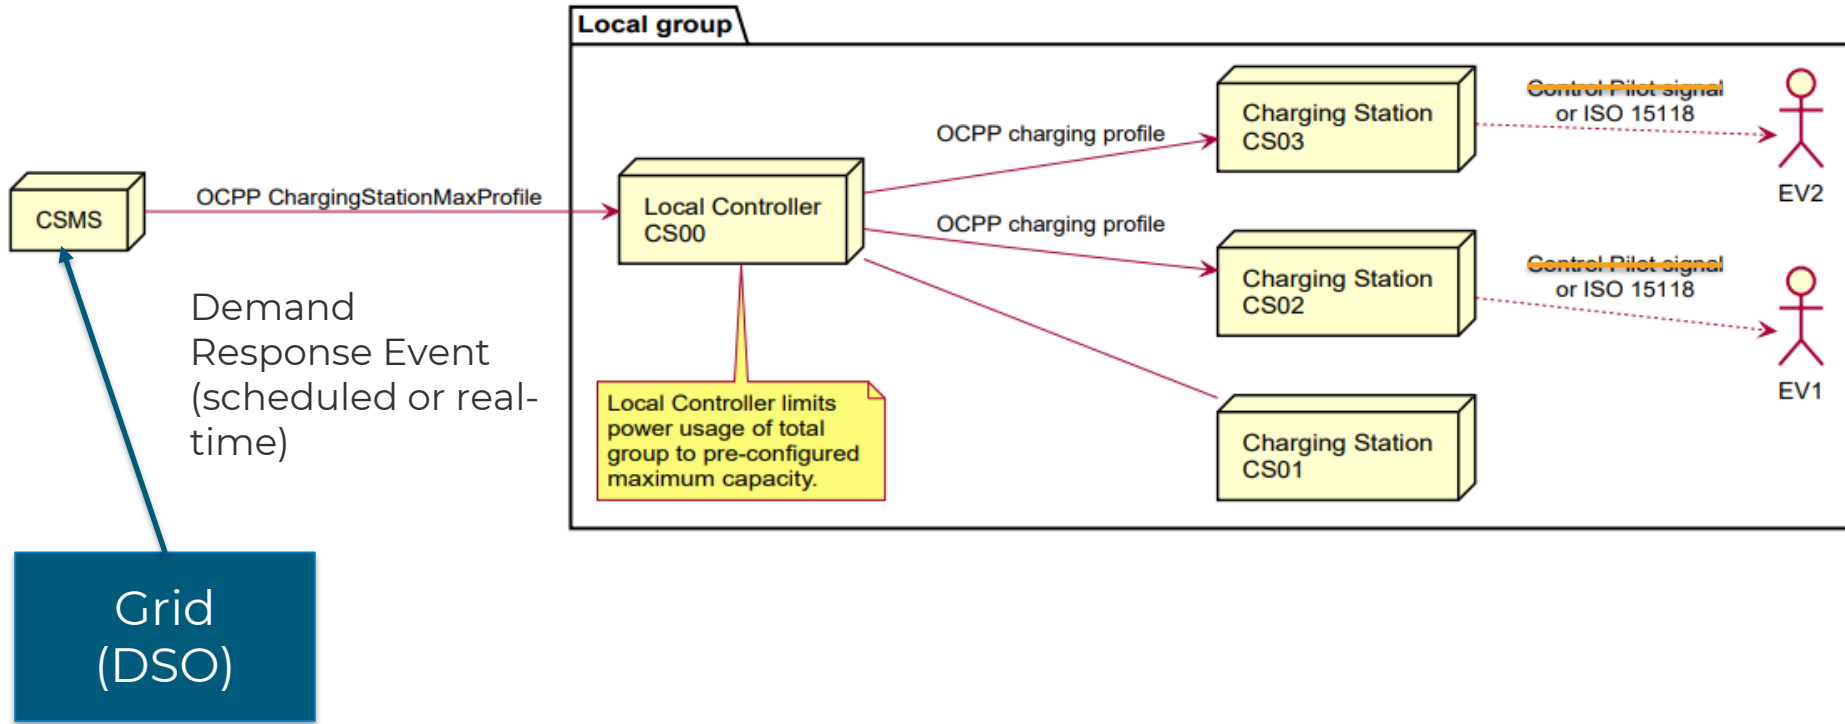 Local group
Charging Station
CS03
Control Pilot signal
or ISO 15118
EV2
OCPP charging profile
CSMS
OCPP ChargingStationMaxProfile
Local Controller
CS00
OCPP charging profile
Charging Station
CS02
Control Pilot signal
or ISO 15118
EV1
Demand
Response Event
(scheduled or real-
time)
Local Controller limits
power usage of total
group to pre-configured
maximum capacity.
Charging Station
CS01
Grid
(DSO)